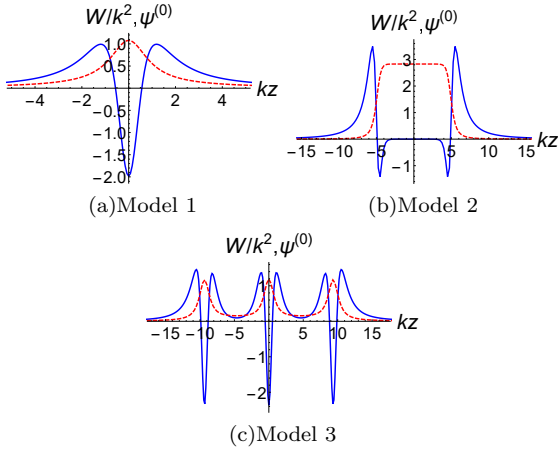 W/k², ψ⁽⁰⁾
1.0
0.5
-4 -2 2 4 kz
-0.5
-1.0
-1.5
-2.0
(a)Model 1
W/k², ψ⁽⁰⁾
3
2
1
-15 -10 -5 5 10 15 kz
-1
(b)Model 2
W/k², ψ⁽⁰⁾
1
-15 -10 -5 5 10 15 kz
-1
-2
(c)Model 3